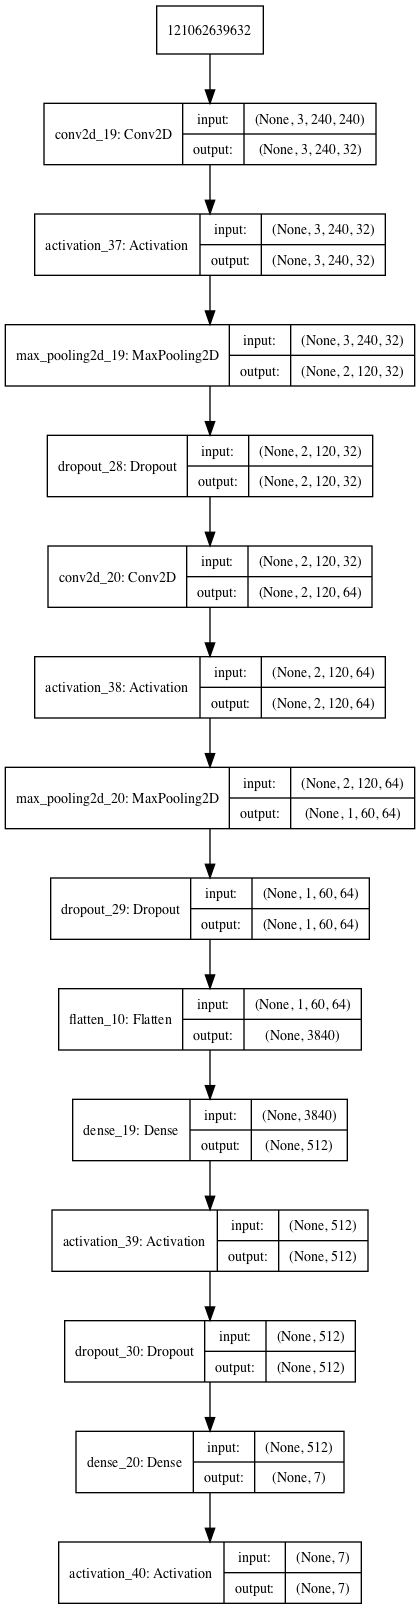 121062639632
conv2d_19: Conv2D
input: (None, 3, 240, 240)
output: (None, 3, 240, 32)
activation_37: Activation
input: (None, 3, 240, 32)
output: (None, 3, 240, 32)
max_pooling2d_19: MaxPooling2D
input: (None, 3, 240, 32)
output: (None, 2, 120, 32)
dropout_28: Dropout
input: (None, 2, 120, 32)
output: (None, 2, 120, 32)
conv2d_20: Conv2D
input: (None, 2, 120, 32)
output: (None, 2, 120, 64)
activation_38: Activation
input: (None, 2, 120, 64)
output: (None, 2, 120, 64)
max_pooling2d_20: MaxPooling2D
input: (None, 2, 120, 64)
output: (None, 1, 60, 64)
dropout_29: Dropout
input: (None, 1, 60, 64)
output: (None, 1, 60, 64)
flatten_10: Flatten
input: (None, 1, 60, 64)
output: (None, 3840)
dense_19: Dense
input: (None, 3840)
output: (None, 512)
activation_39: Activation
input: (None, 512)
output: (None, 512)
dropout_30: Dropout
input: (None, 512)
output: (None, 512)
dense_20: Dense
input: (None, 512)
output: (None, 7)
activation_40: Activation
input: (None, 7)
output: (None, 7)